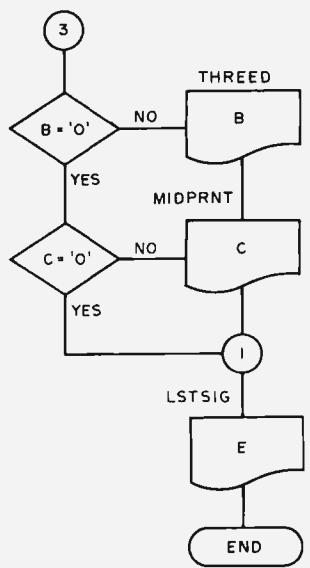 3
THREED
B = 'O'
NO
B
YES
MIDPRNT
C = 'O'
NO
C
YES
1
LSTSIG
E
END